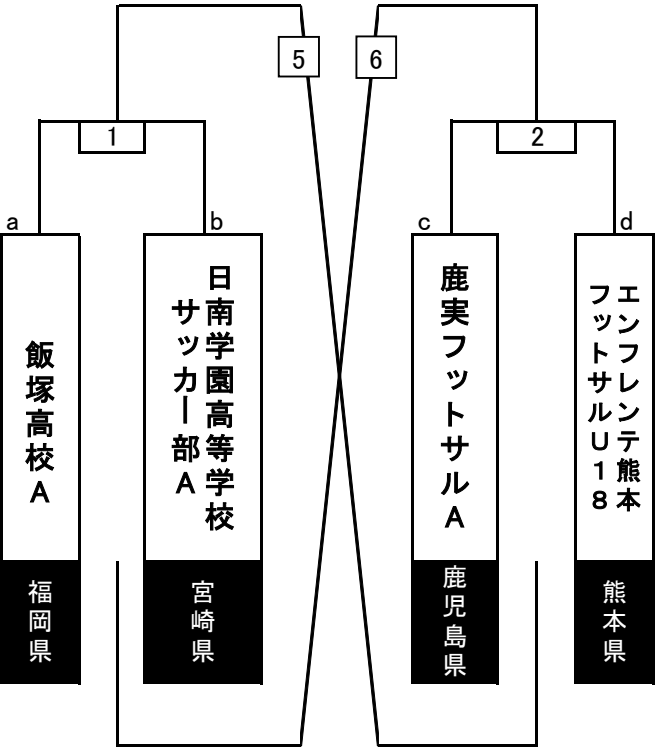 5
6
1
2
a
b
c
d
飯塚高校A
日南学園高等学校
サッカー部A
鹿実フットサルA
エンフレンテ熊本
フットサルU18
福岡県
宮崎県
鹿児島県
熊本県